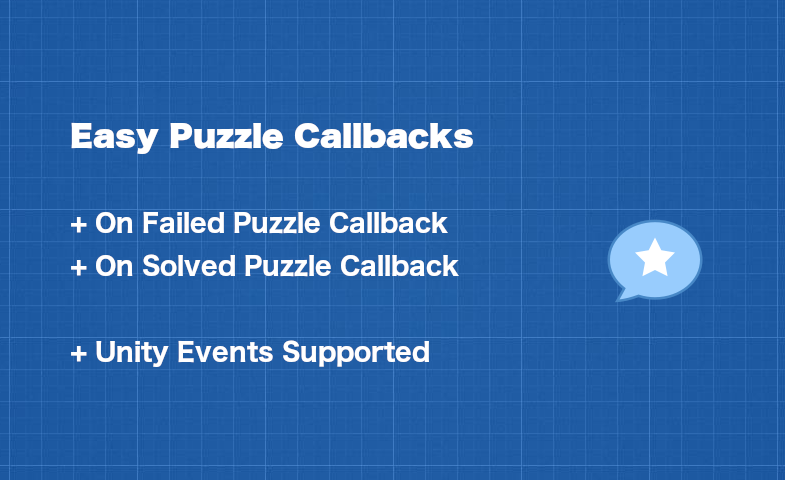 Easy Puzzle Callbacks
+ On Failed Puzzle Callback
+ On Solved Puzzle Callback
+ Unity Events Supported